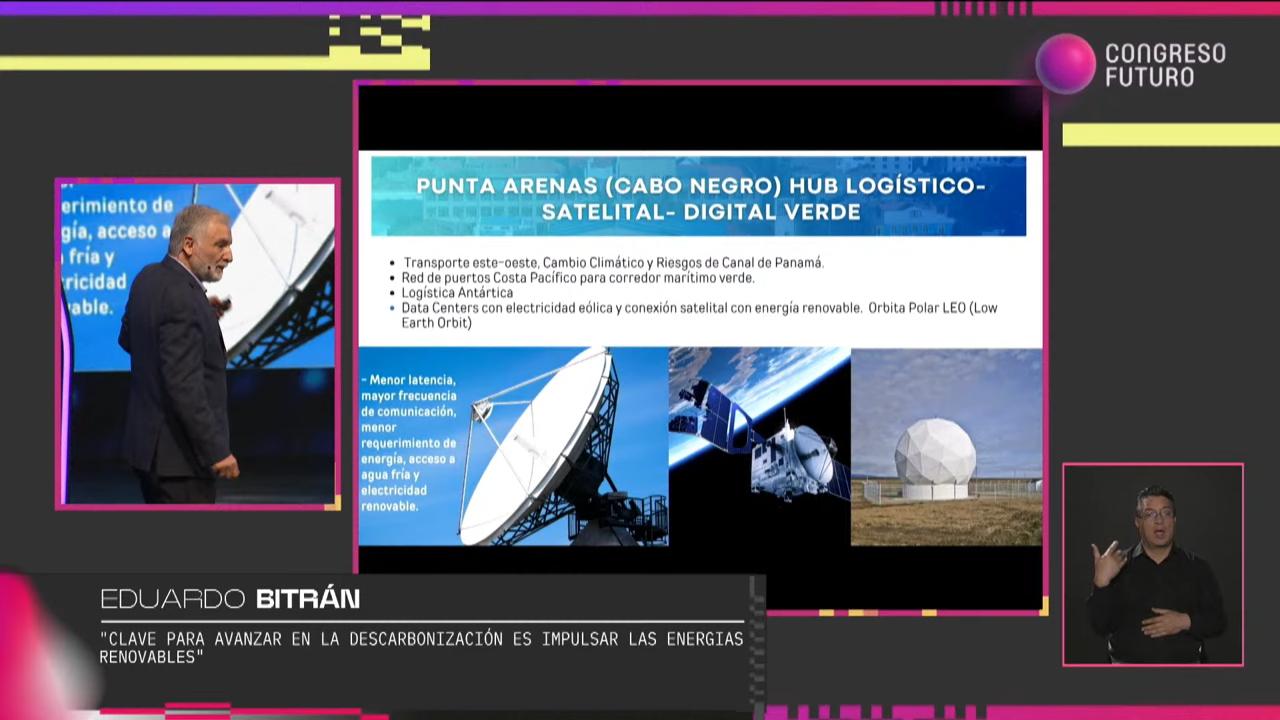 CONGRESO
FUTURO
erimiento de
gía, acceso a
a fría y
tricidad
vable.
PUNTA ARENAS (CABO NEGRO) HUB LOGÍSTICO-
SATELITAL- DIGITAL VERDE
• Transporte este-oeste, Cambio Climático y Riesgos de Canal de Panamá.
• Red de puertos Costa Pacífico para corredor marítimo verde.
• Logística Antártica
• Data Centers con electricidad eólica y conexión satelital con energía renovable. Orbita Polar LEO (Low
Earth Orbit)
- Menor latencia,
mayor frecuencia
de comunicación,
menor
requerimiento de
energía, acceso a
agua fría y
electricidad
renovable.
EDUARDO BITRÁN
"CLAVE PARA AVANZAR EN LA DESCARBONIZACIÓN ES IMPULSAR LAS ENERGIAS
RENOVABLES"